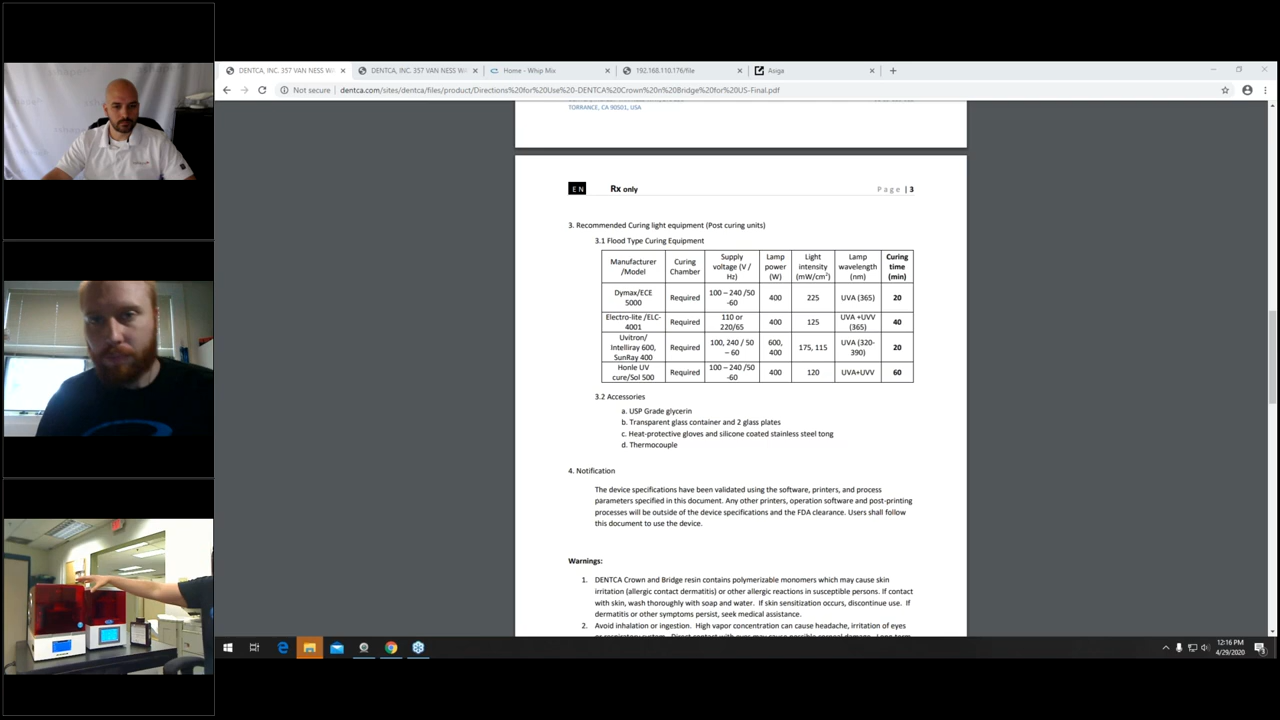 DENTCA, INC. 357 VAN NESS W
DENTCA, INC. 357 VAN NESS W
Home - Whip Mix
192.168.110.176/file
Asiga
Not secure | dentca.com/sites/dentca/files/product/Directions%20for%20Use%20-DENTCA%20Crown%20n%20Bridge%20for%20US-Final.pdf
TORRANCE, CA 90501, USA
EN Rx only Page | 3
3. Recommended Curing light equipment (Post curing units)
3.1 Flood Type Curing Equipment
Manufacturer /Model Curing Chamber Supply voltage (V / Hz) Lamp power (W) Light intensity (mW/cm²) Lamp wavelength (nm) Curing time (min)
Dymax/ECE 5000 Required 100 – 240 /50 -60 400 225 UVA (365) 20
Electro-lite /ELC-4001 Required 110 or 220/65 400 125 UVA +UVV (365) 40
Uvitron/ Intelliray 600, SunRay 400 Required 100, 240 / 50 – 60 600, 400 175, 115 UVA (320-390) 20
Honle UV cure/Sol 500 Required 100 – 240 /50 -60 400 120 UVA+UVV 60
3.2 Accessories
a. USP Grade glycerin
b. Transparent glass container and 2 glass plates
c. Heat-protective gloves and silicone coated stainless steel tong
d. Thermocouple
4. Notification
The device specifications have been validated using the software, printers, and process
parameters specified in this document. Any other printers, operation software and post-printing
processes will be outside of the device specifications and the FDA clearance. Users shall follow
this document to use the device.
Warnings:
1. DENTCA Crown and Bridge resin contains polymerizable monomers which may cause skin
irritation (allergic contact dermatitis) or other allergic reactions in susceptible persons. If contact
with skin, wash thoroughly with soap and water. If skin sensitization occurs, discontinue use. If
dermatitis or other symptoms persist, seek medical assistance.
2. Avoid inhalation or ingestion. High vapor concentration can cause headache, irritation of eyes
12:16 PM
4/29/2020